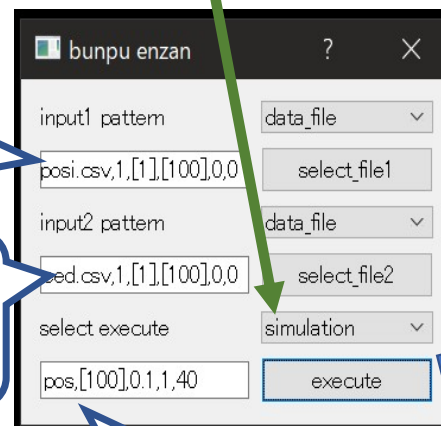 bunpu enzan ? ×
input1 pattern data_file
posi.csv,1,[1],[100],0,0 select_file1
input2 pattern data_file
eed.csv,1,[1],[100],0,0 select_file2
select execute simulation
pos,[100],0.1,1,40 execute